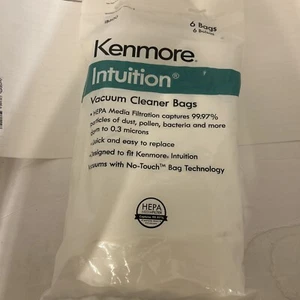 6 Bags
Kenmore®
Intuition®
Vacuum Cleaner Bags
HEPA Media Filtration captures 99.97%
particles of dust, pollen, bacteria and more
to 0.3 microns
and easy to replace
Designed to fit Kenmore® Intuition
with No-Touch™ Bag Technology
HEPA